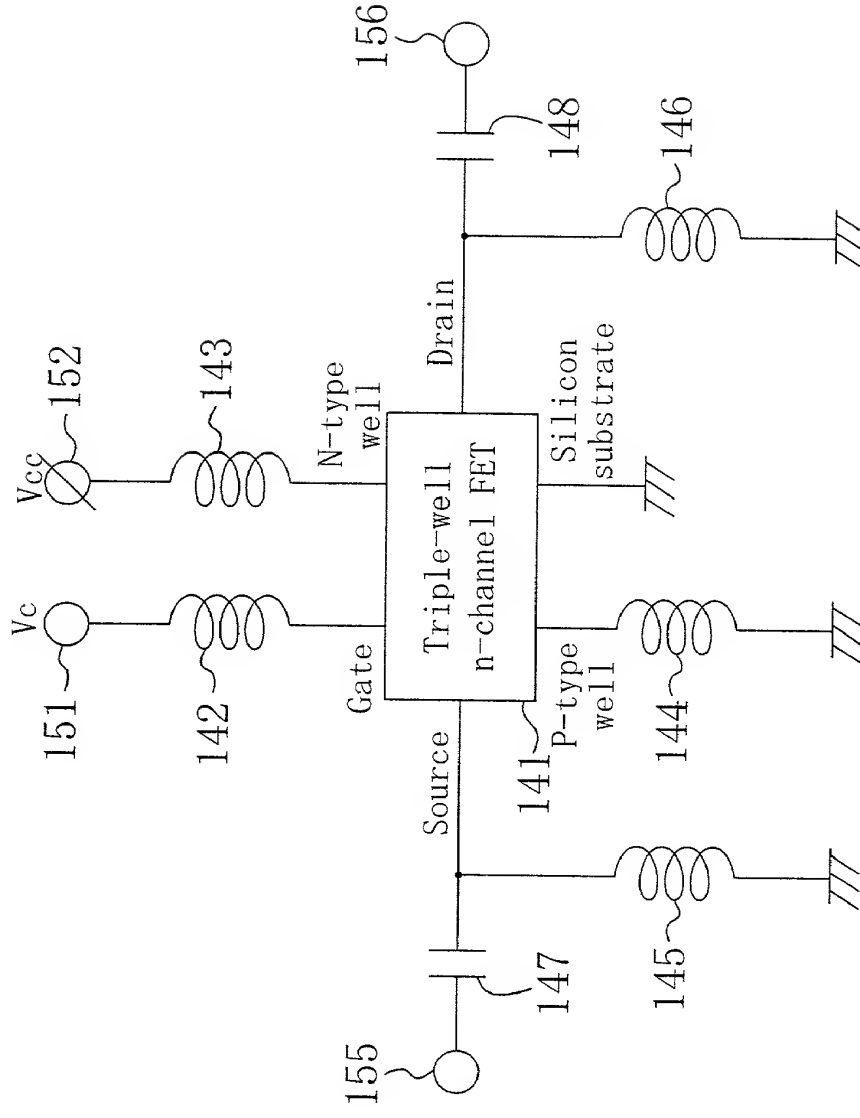 Vc
Vcc
151
152
142
143
Gate
N-type
well
Source
Triple-well
n-channel FET
Drain
156
155
147
148
141
P-type
well
Silicon
substrate
145
144
146